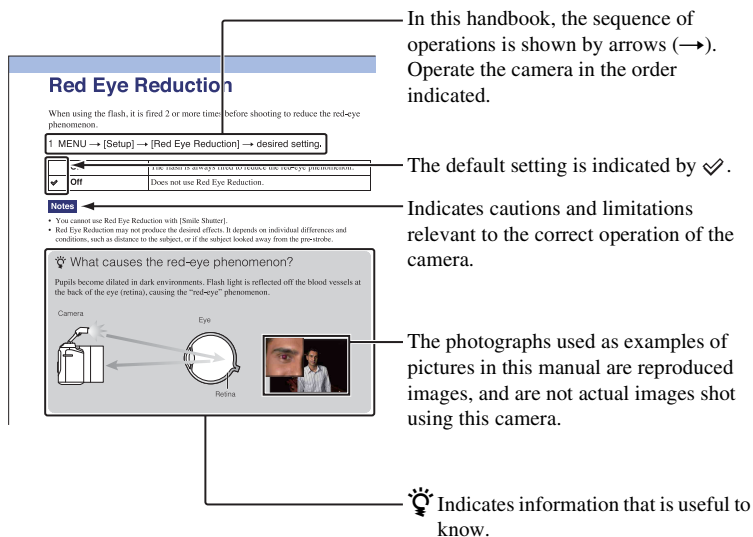 In this handbook, the sequence of
operations is shown by arrows (→).
Operate the camera in the order
indicated.
Red Eye Reduction
When using the flash, it is fired 2 or more times before shooting to reduce the red-eye
phenomenon.
1 MENU → [Setup] → [Red Eye Reduction] → desired setting.
The flash is always fired to reduce the red-eye phenomenon.
✔ Off Does not use Red Eye Reduction.
The default setting is indicated by ✔.
Notes
• You cannot use Red Eye Reduction with [Smile Shutter].
• Red Eye Reduction may not produce the desired effects. It depends on individual differences and
conditions, such as distance to the subject, or if the subject looked away from the pre-strobe.
Indicates cautions and limitations
relevant to the correct operation of the
camera.
What causes the red-eye phenomenon?
Pupils become dilated in dark environments. Flash light is reflected off the blood vessels at
the back of the eye (retina), causing the “red-eye” phenomenon.
Camera
Eye
Retina
The photographs used as examples of
pictures in this manual are reproduced
images, and are not actual images shot
using this camera.
Indicates information that is useful to
know.